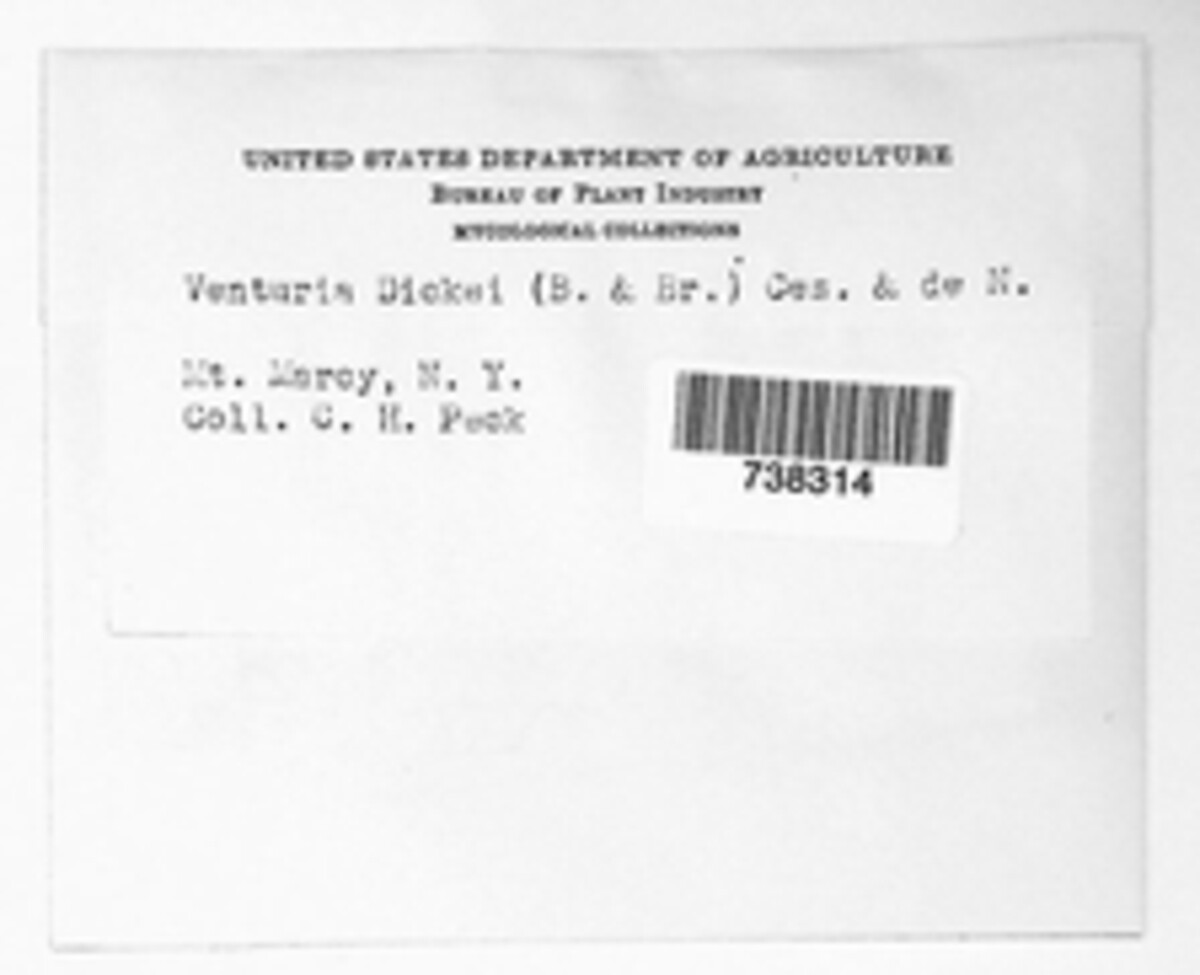 UNITED STATES DEPARTMENT OF AGRICULTURE
BUREAU OF PLANT INDUSTRY
MYCOLOGICAL COLLECTIONS
Venturia Dickei (B. & Br.) Ces. & de N.
Mt. Marcy, N. Y.
Coll. C. H. Peck
738314